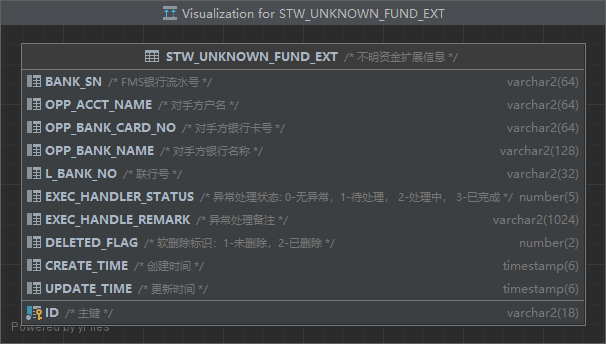 Visualization for STW_UNKNOWN_FUND_EXT
STW_UNKNOWN_FUND_EXT /* 不明资金扩展信息 */
BANK_SN /* FMS银行流水号 */ varchar2(64)
OPP_ACCT_NAME /* 对手方户名 */ varchar2(64)
OPP_BANK_CARD_NO /* 对手方银行卡号 */ varchar2(64)
OPP_BANK_NAME /* 对手方银行名称 */ varchar2(128)
L_BANK_NO /* 联行号 */ varchar2(32)
EXEC_HANDLER_STATUS /* 异常处理状态: 0-无异常，1-待处理， 2-处理中， 3-已完成 */ number(5)
EXEC_HANDLER_REMARK /* 异常处理备注 */ varchar2(1024)
DELETED_FLAG /* 软删除标识：1-未删除，2-已删除 */ number(2)
CREATE_TIME /* 创建时间 */ timestamp(6)
UPDATE_TIME /* 更新时间 */ timestamp(6)
ID /* 主键 */ varchar2(18)
Powered by yFiles